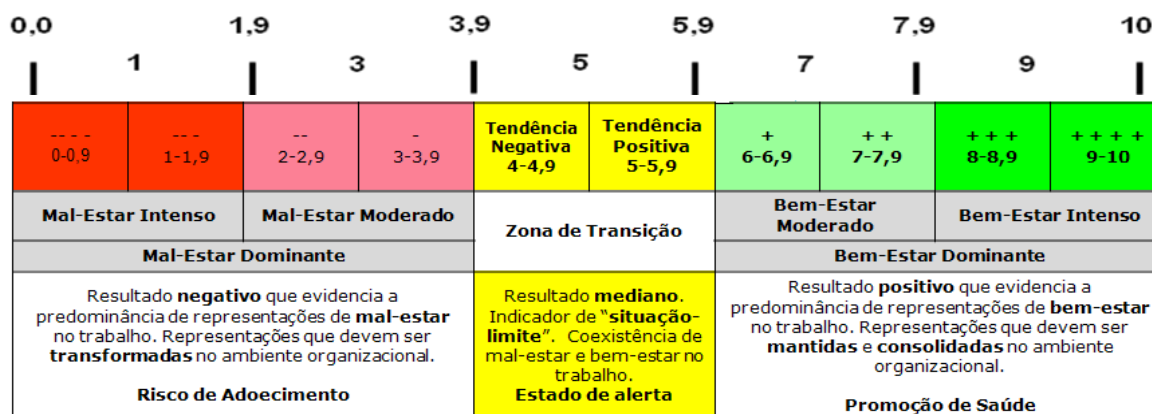 0,0 1,9 3,9 5,9 7,9 10
1 3 5 7 9
-- - - -- - -- - Tendência Tendência + + + + + + + + + +
Negativa Positiva
0-0,9 1-1,9 2-2,9 3-3,9 4-4,9 5-5,9 6-6,9 7-7,9 8-8,9 9-10
Mal-Estar Intenso
Mal-Estar Moderado
Zona de Transição
Bem-Estar
Moderado
Bem-Estar Intenso
Mal-Estar Dominante
Bem-Estar Dominante
Resultado negativo que evidencia a
predominância de representações de mal-estar
no trabalho. Representações que devem ser
transformadas no ambiente organizacional.
Risco de Adoecimento
Resultado mediano.
Indicador de “situação-
limite”. Coexistência de
mal-estar e bem-estar no
trabalho.
Estado de alerta
Resultado positivo que evidencia a
predominância de representações de bem-estar
no trabalho. Representações que devem ser
mantidas e consolidadas no ambiente
organizacional.
Promoção de Saúde